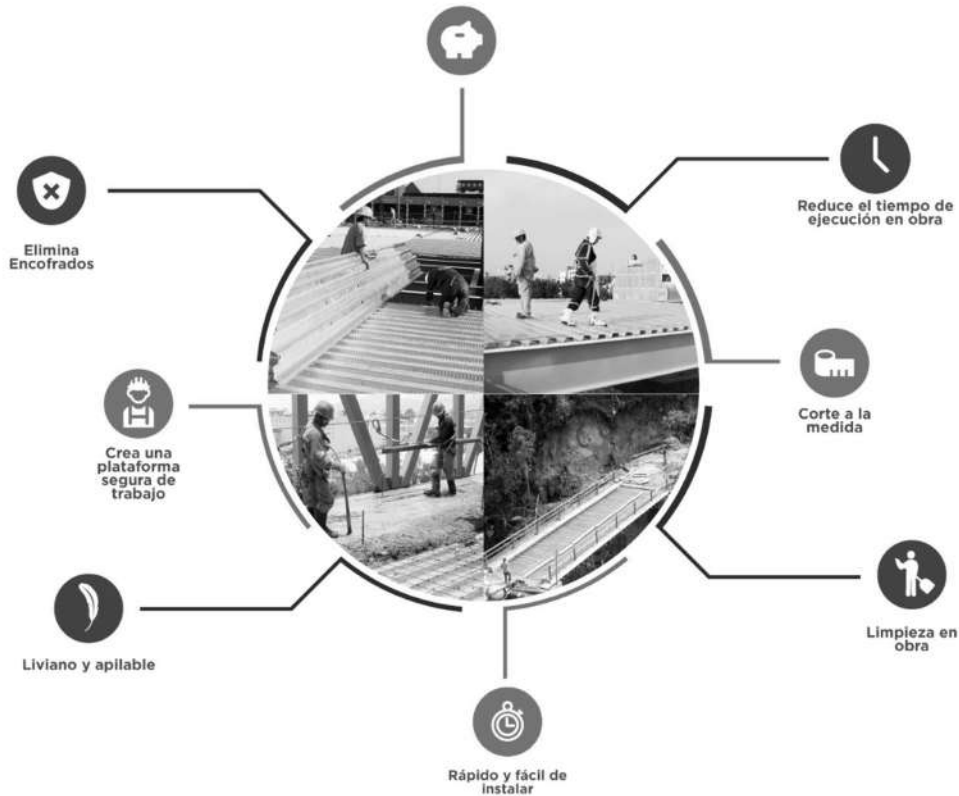 Reduce el tiempo de
ejecución en obra
Elimina
Encofrados
Corte a la
medida
Crea una
plataforma
segura de
trabajo
Limpieza en
obra
Liviano y apilable
Rápido y fácil de
instalar